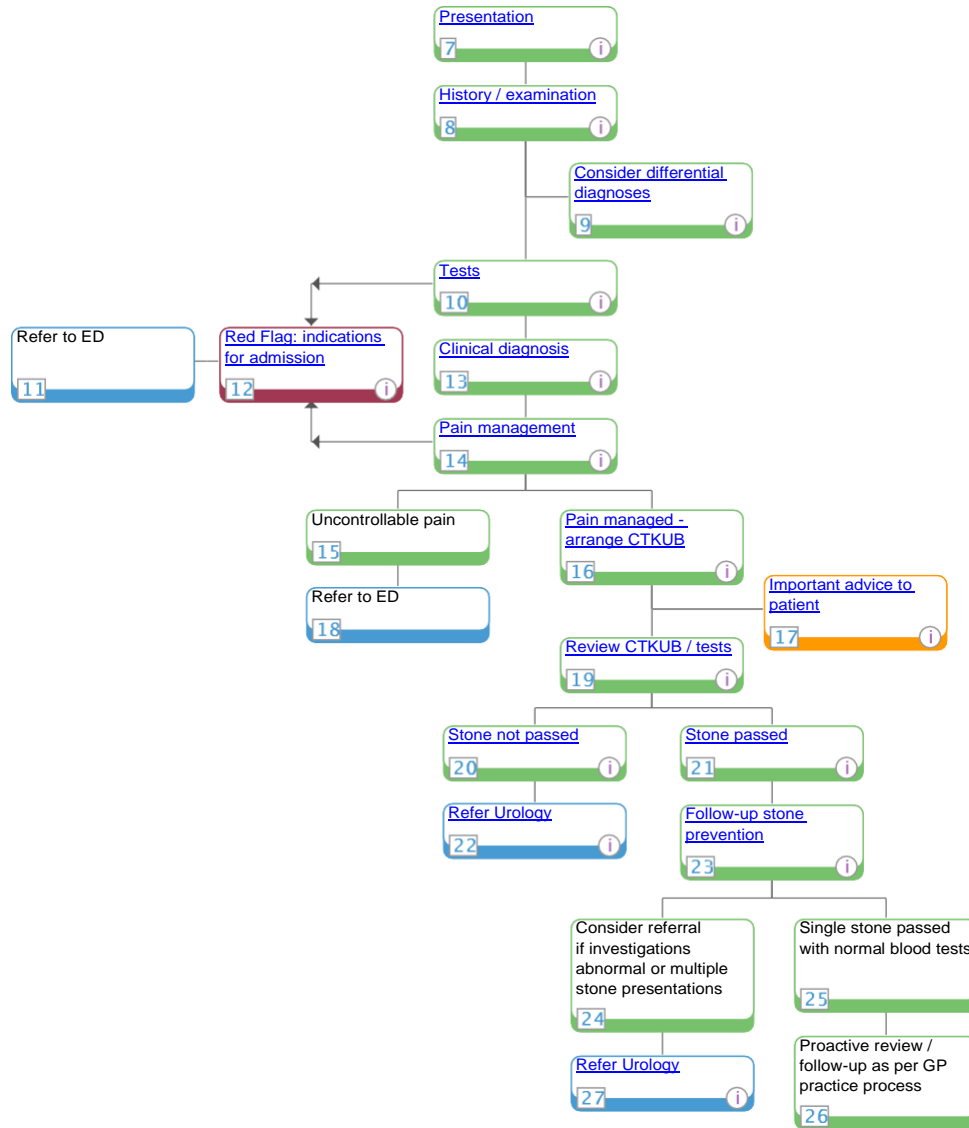 Presentation
7
i
History / examination
8
i
Consider differential
diagnoses
9
i
Tests
10
i
Refer to ED
11
Red Flag: indications
for admission
12
i
Clinical diagnosis
13
i
Pain management
14
i
Uncontrollable pain
15
Pain managed -
arrange CTKUB
16
i
Refer to ED
18
Important advice to
patient
17
i
Review CTKUB / tests
19
i
Stone not passed
20
i
Stone passed
21
i
Refer Urology
22
i
Follow-up stone
prevention
23
i
Consider referral
if investigations
abnormal or multiple
stone presentations
24
Single stone passed
with normal blood tests
25
Refer Urology
27
i
Proactive review /
follow-up as per GP
practice process
26